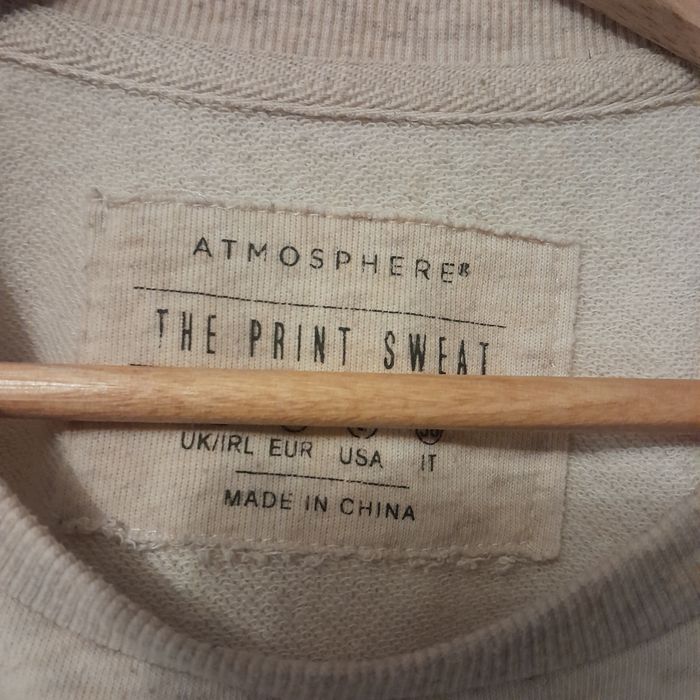 ATMOSPHERE®
THE PRINT SWEAT
UK/IRL EUR USA IT
MADE IN CHINA